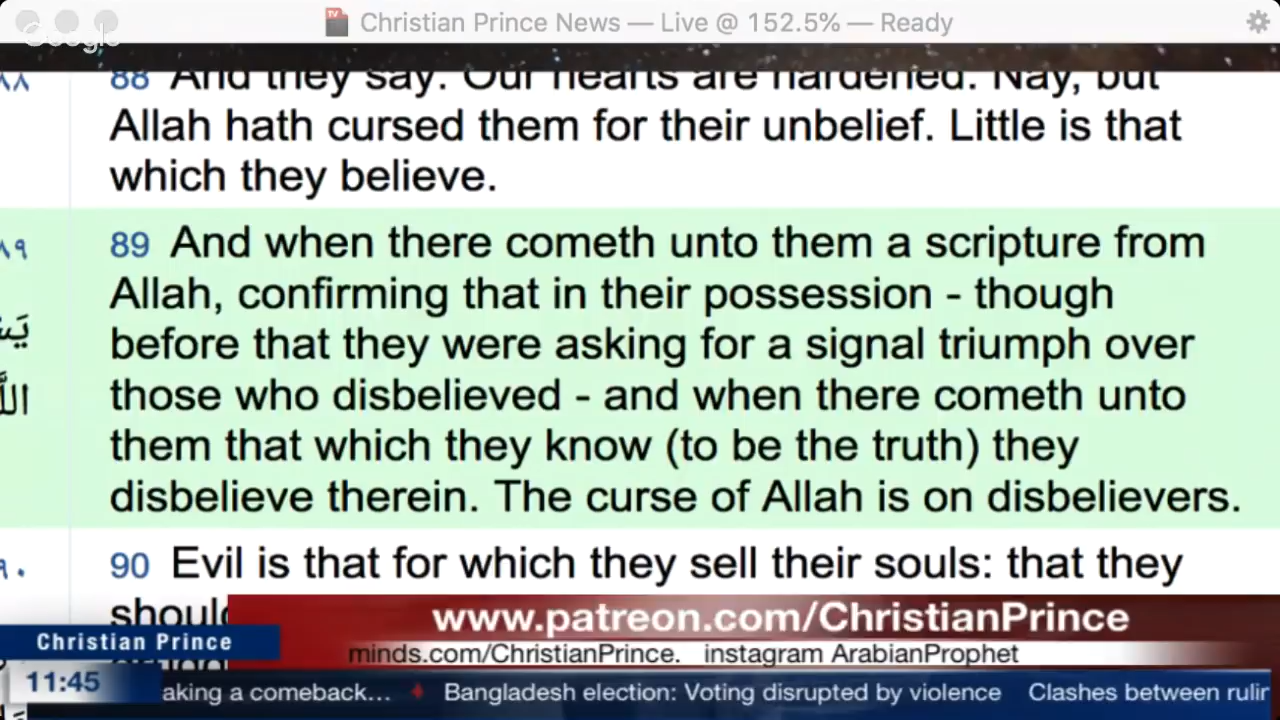 Christian Prince News — Live @ 152.5% — Ready
Google
٨٨ 88 And they say: Our hearts are hardened. Nay, but
Allah hath cursed them for their unbelief. Little is that
which they believe.
٨٩ 89 And when there cometh unto them a scripture from
Allah, confirming that in their possession - though
before that they were asking for a signal triumph over
those who disbelieved - and when there cometh unto
them that which they know (to be the truth) they
disbelieve therein. The curse of Allah is on disbelievers.
٩٠ 90 Evil is that for which they sell their souls: that they
should
www.patreon.com/ChristianPrince
Christian Prince
minds.com/ChristianPrince. instagram ArabianProphet
11:45
aking a comeback... Bangladesh election: Voting disrupted by violence Clashes between rulin